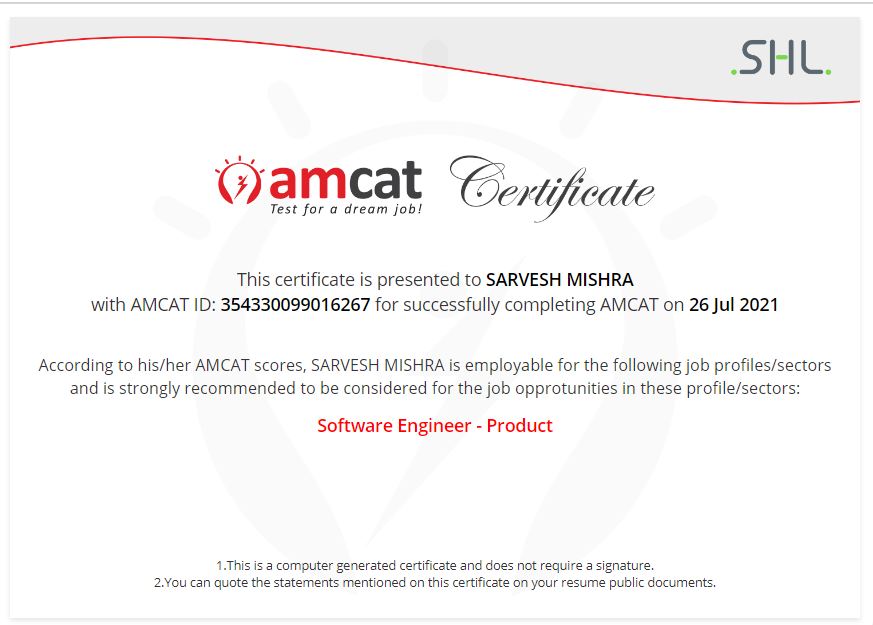 .SHL.
amcat Certificate
Test for a dream job!
This certificate is presented to SARVESH MISHRA
with AMCAT ID: 354330099016267 for successfully completing AMCAT on 26 Jul 2021
According to his/her AMCAT scores, SARVESH MISHRA is employable for the following job profiles/sectors
and is strongly recommended to be considered for the job opprotunities in these profile/sectors:
Software Engineer - Product
1.This is a computer generated certificate and does not require a signature.
2.You can quote the statements mentioned on this certificate on your resume public documents.